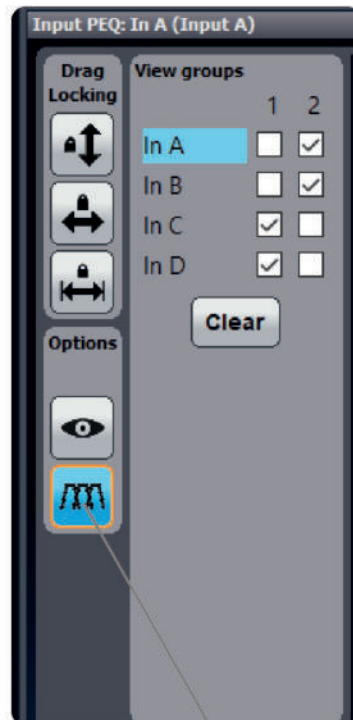 Input PEQ: In A (Input A)
Drag Locking
View groups
1 2
In A
In B
In C
In D
Clear
Options